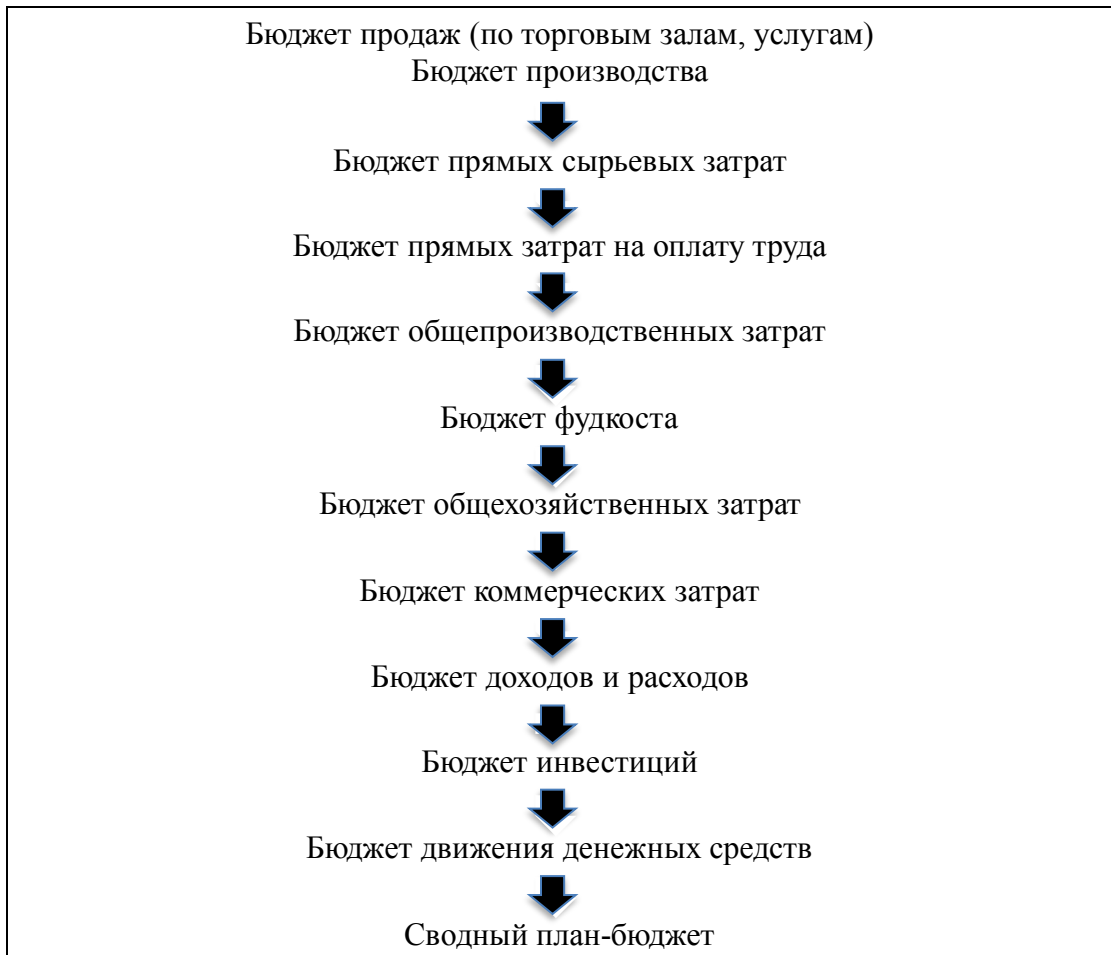 Бюджет продаж (по торговым залам, услугам)
Бюджет производства
Бюджет прямых сырьевых затрат
Бюджет прямых затрат на оплату труда
Бюджет общепроизводственных затрат
Бюджет фудкоста
Бюджет общехозяйственных затрат
Бюджет коммерческих затрат
Бюджет доходов и расходов
Бюджет инвестиций
Бюджет движения денежных средств
Сводный план-бюджет